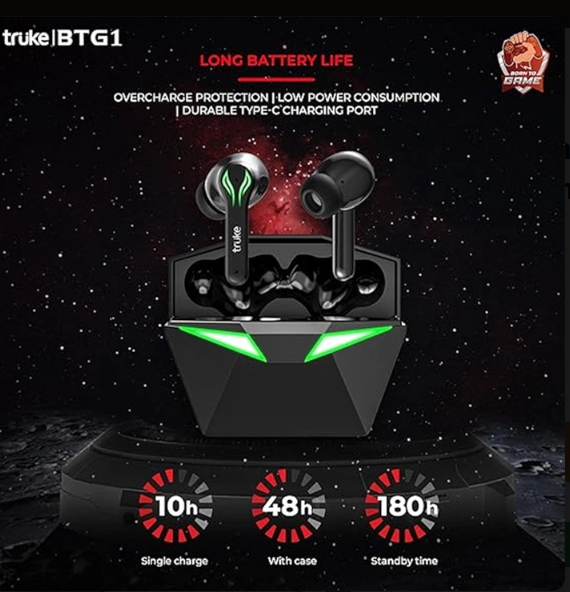 truke | BTG1
LONG BATTERY LIFE
BORN TO
GAME
OVERCHARGE PROTECTION | LOW POWER CONSUMPTION
| DURABLE TYPE-C CHARGING PORT
truke
10h
48h
180h
Single charge
With case
Standby time